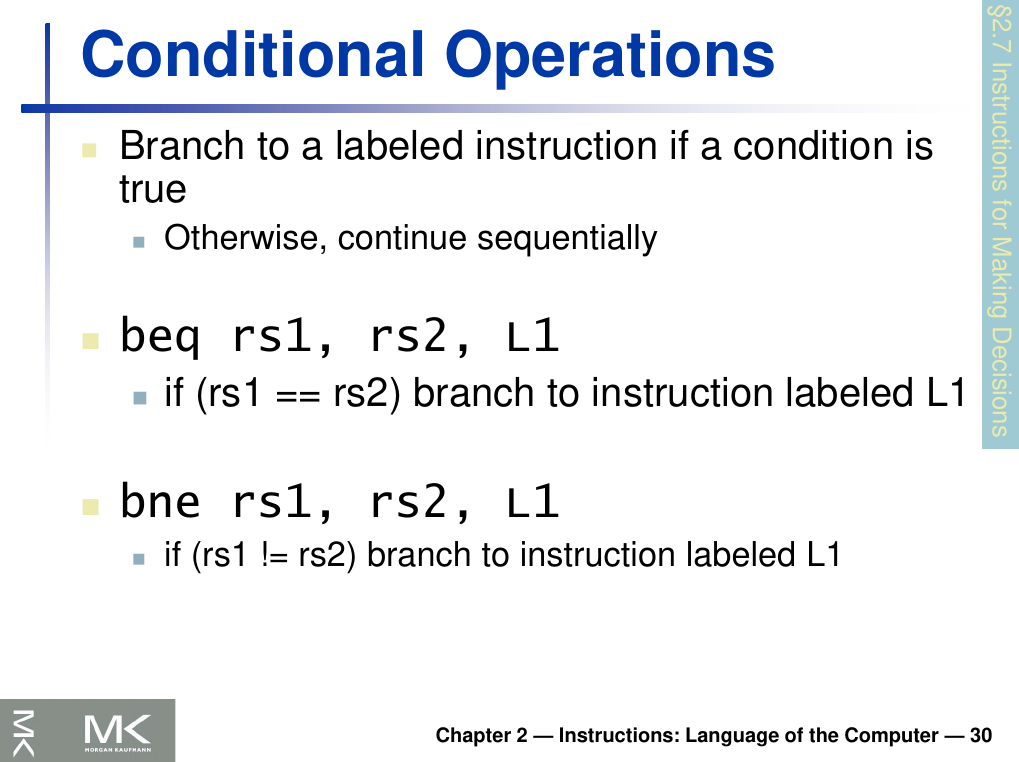 Conditional Operations
§2.7 Instructions for Making Decisions
Branch to a labeled instruction if a condition is
true
Otherwise, continue sequentially
beq rs1, rs2, L1
if (rs1 == rs2) branch to instruction labeled L1
bne rs1, rs2, L1
if (rs1 != rs2) branch to instruction labeled L1
MK
MK
MORGAN KAUFMANN
Chapter 2 — Instructions: Language of the Computer — 30